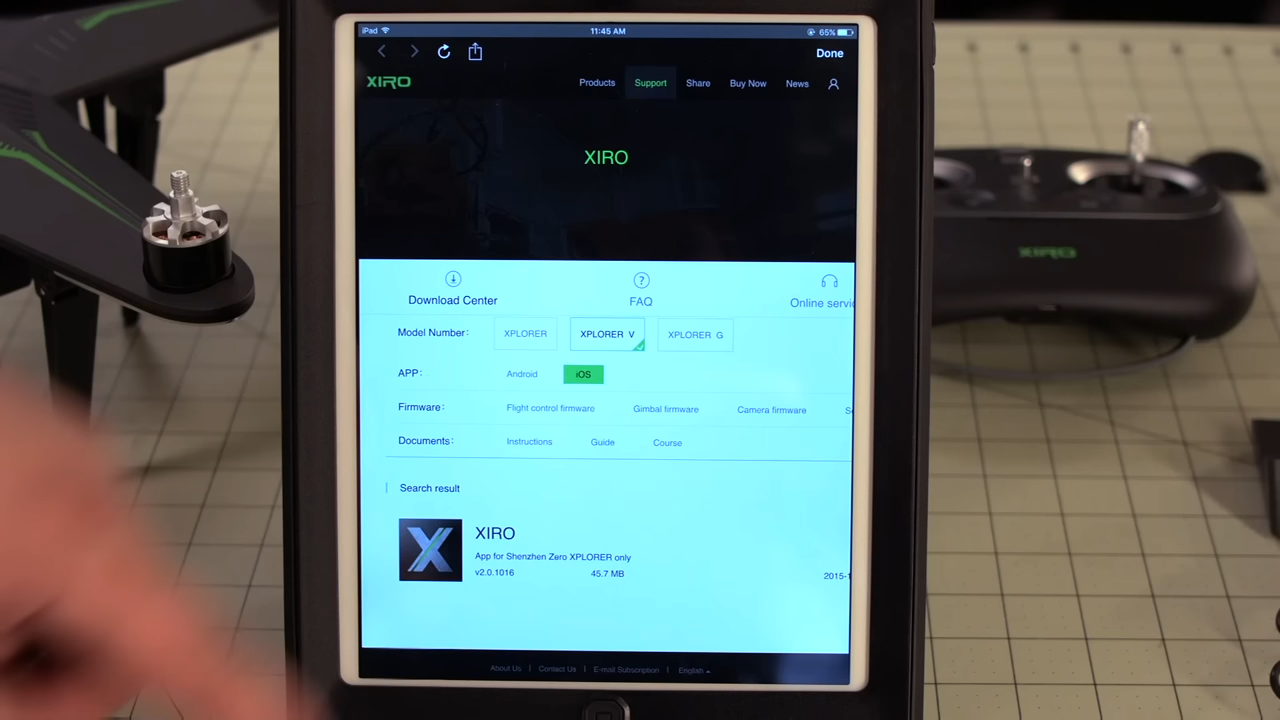 iPad 11:45 AM 65%
Done
XIRO Products Support Share Buy Now News
XIRO
Download Center FAQ Online servic
Model Number: XPLORER XPLORER V XPLORER G
APP: Android iOS
Firmware: Flight control firmware Gimbal firmware Camera firmware S
Documents: Instructions Guide Course
Search result
XIRO
App for Shenzhen Zero XPLORER only
v2.0.1016 45.7 MB 2015-1
About Us | Contact Us | E-mail Subscription | English
XIRO